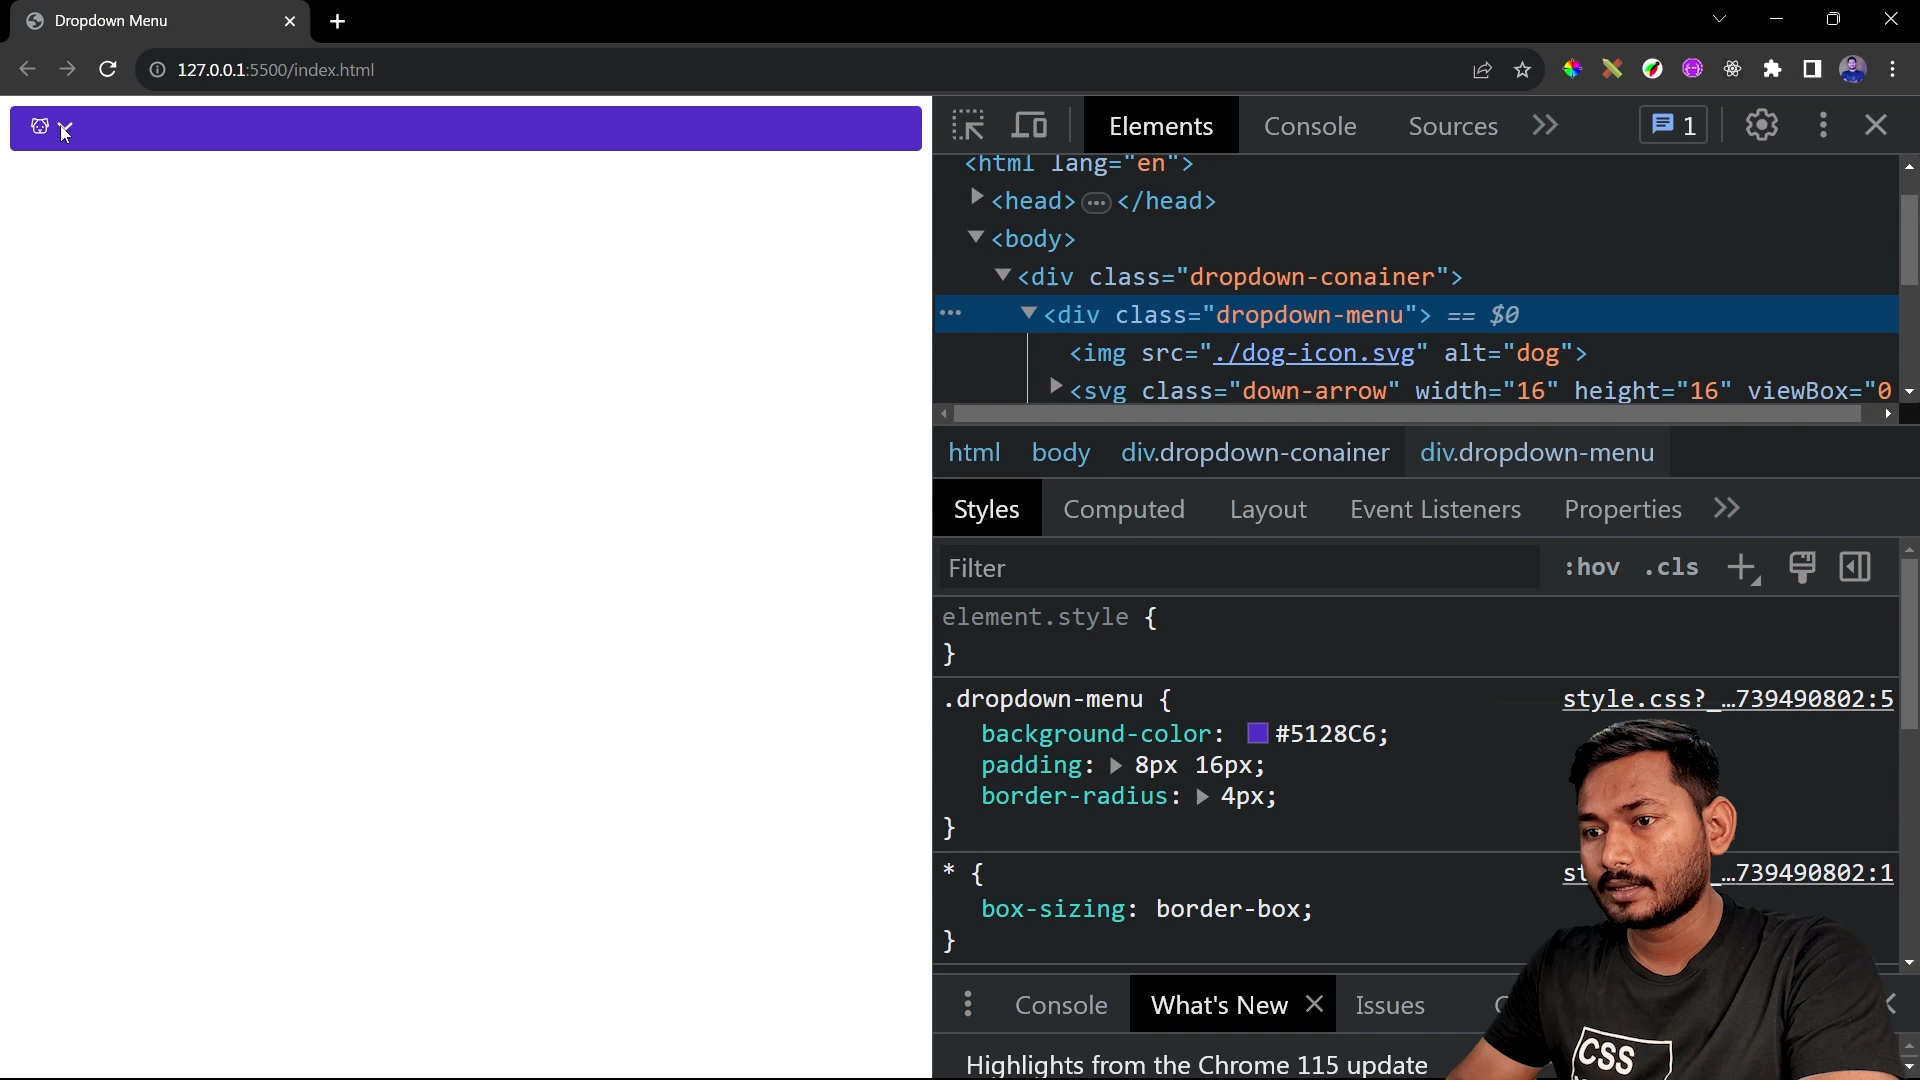 Dropdown Menu
127.0.0.1:5500/index.html
Elements
Console
Sources
1
<html lang="en">
<head> </head>
<body>
<div class="dropdown-conainer">
<div class="dropdown-menu"> == $0
<img src="./dog-icon.svg" alt="dog">
<svg class="down-arrow" width="16" height="16" viewBox="0
html body div.dropdown-conainer div.dropdown-menu
Styles Computed Layout Event Listeners Properties
Filter
:hov .cls
element.style {
}
.dropdown-menu {
style.css?_…739490802:5
background-color: #5128C6;
padding: 8px 16px;
border-radius: 4px;
}
* {
…739490802:1
box-sizing: border-box;
}
Console What's New Issues
Highlights from the Chrome 115 update
CSS